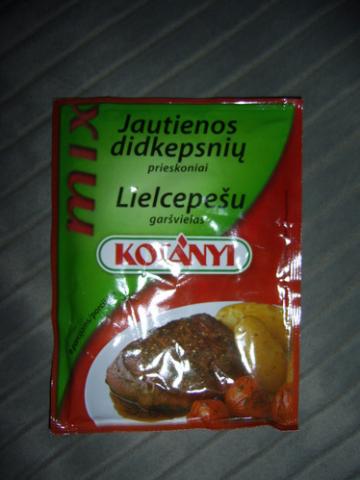 mix
Jautienos
didkepsnių
prieskoniai
Lielcepešu
garšvielas
KOTÁNYI